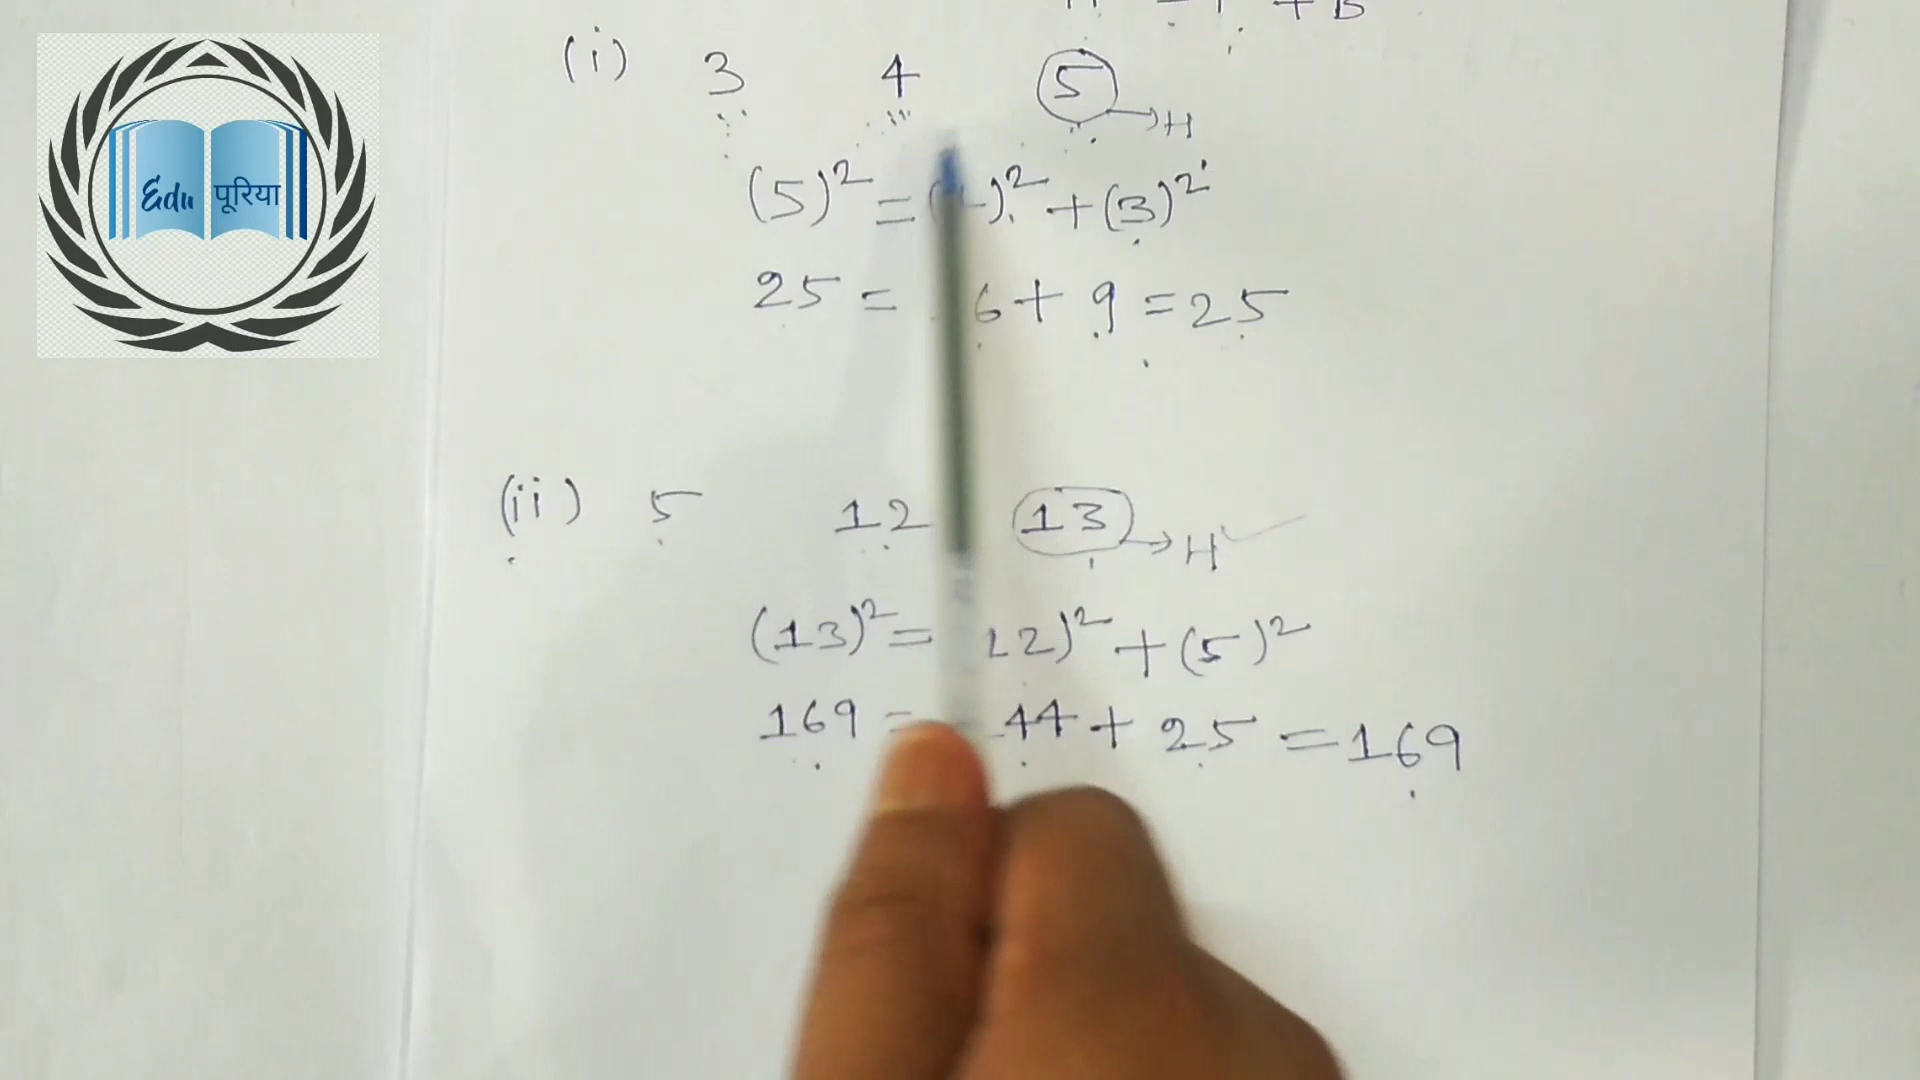 Edu पूरिया
+ B
(i) 3 4 5 → H
(5)² = ( )² + (3)²
25 = 6 + 9 = 25
(ii) 5 12 13 → H
(13)² = 12)² + (5)²
169 = 44 + 25 = 169